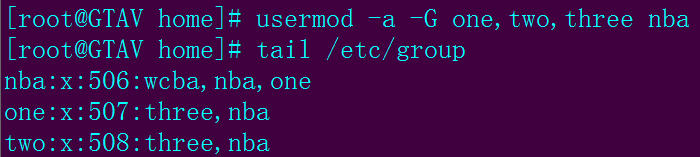 [root@GTAV home]# usermod -a -G one,two,three nba
[root@GTAV home]# tail /etc/group
nba:x:506:wcba,nba,one
one:x:507:three,nba
two:x:508:three,nba